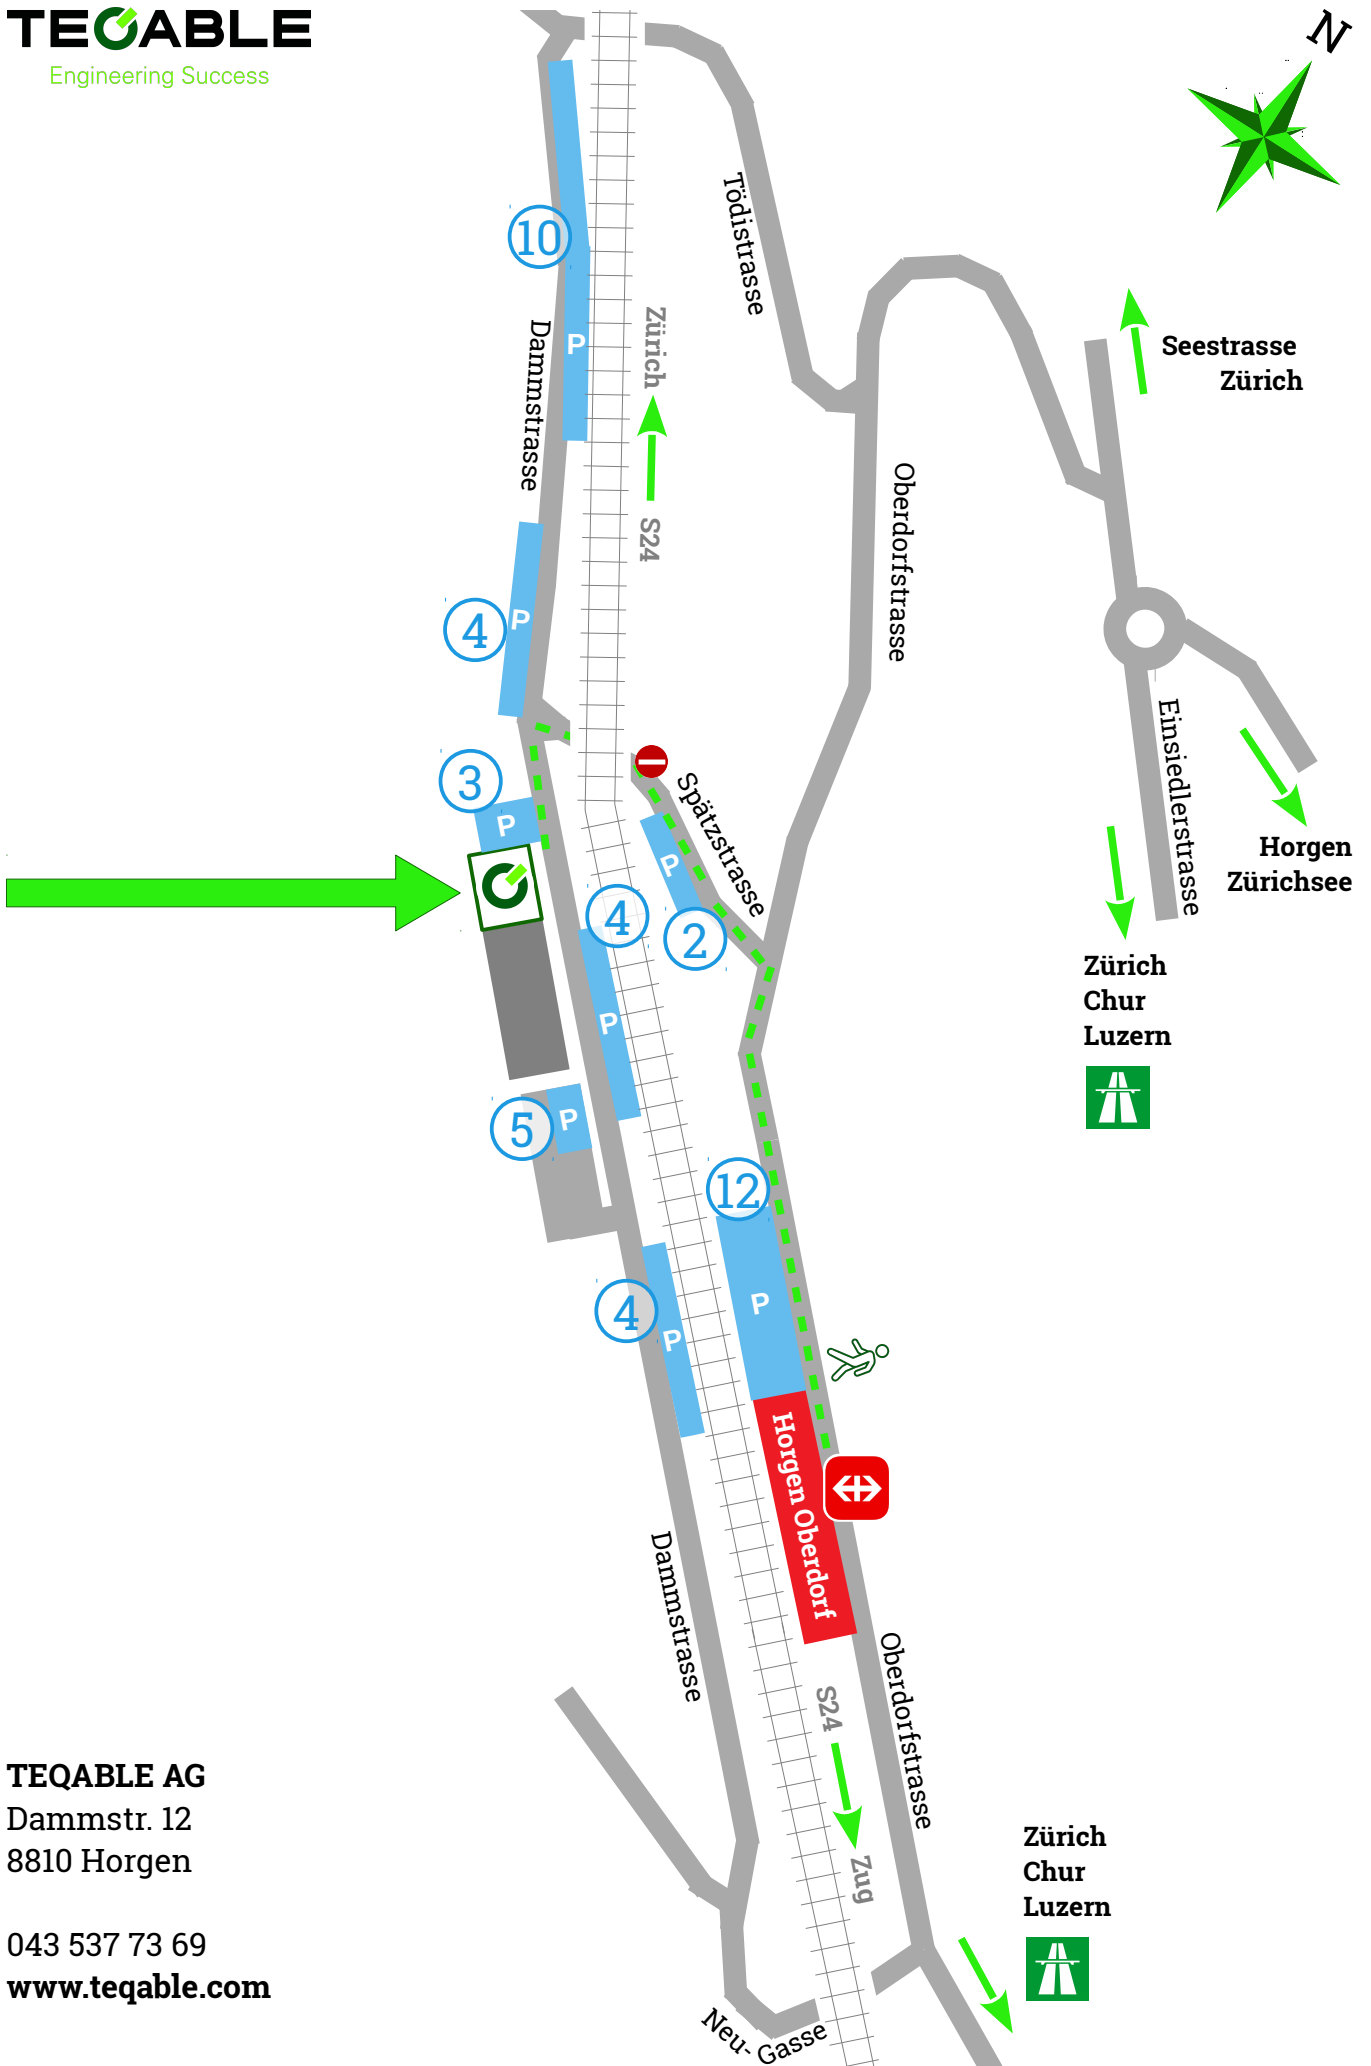 TEQABLE
Engineering Success
N
10
P
Dammstrasse
Tödistrasse
Zürich
S24
Seestrasse
Zürich
Oberdorfstrasse
4
P
3
P
Spätzstrasse
P
2
4
P
Einsiedlerstrasse
Horgen
Zürichsee
Zürich
Chur
Luzern
5
P
12
P
4
P
Horgen Oberdorf
Dammstrasse
Oberdorfstrasse
S24
Zug
TEQABLE AG
Dammstr. 12
8810 Horgen
043 537 73 69
www.teqable.com
Zürich
Chur
Luzern
Neu- Gasse